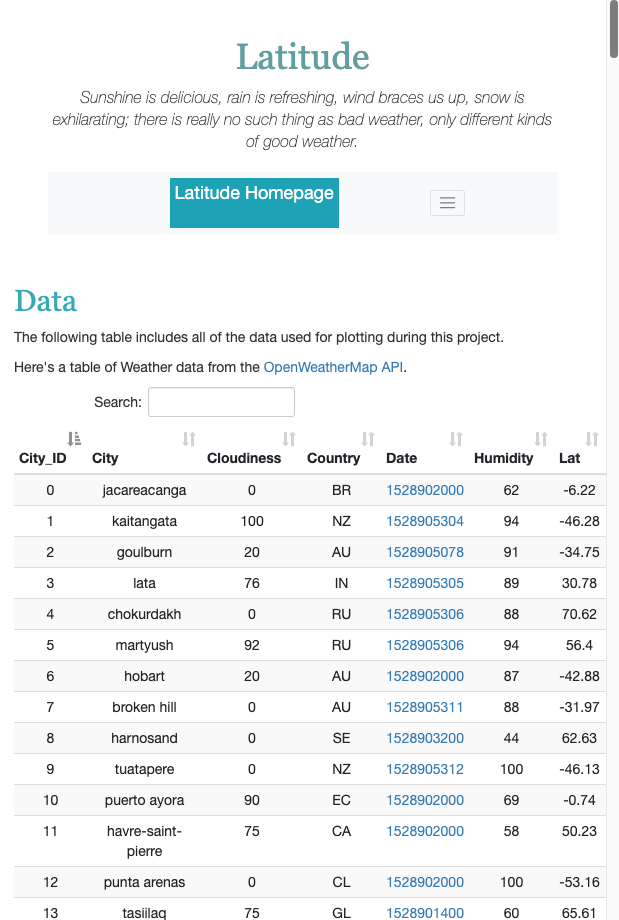 Latitude
Sunshine is delicious, rain is refreshing, wind braces us up, snow is
exhilarating; there is really no such thing as bad weather, only different kinds
of good weather.
Latitude Homepage
Data
The following table includes all of the data used for plotting during this project.
Here's a table of Weather data from the OpenWeatherMap API.
Search:
City_ID City Cloudiness Country Date Humidity Lat
0 jacareacanga 0 BR 1528902000 62 -6.22
1 kaitangata 100 NZ 1528905304 94 -46.28
2 goulburn 20 AU 1528905078 91 -34.75
3 lata 76 IN 1528905305 89 30.78
4 chokurdakh 0 RU 1528905306 88 70.62
5 martyush 92 RU 1528905306 94 56.4
6 hobart 20 AU 1528902000 87 -42.88
7 broken hill 0 AU 1528905311 88 -31.97
8 harnosand 0 SE 1528903200 44 62.63
9 tuatapere 0 NZ 1528905312 100 -46.13
10 puerto ayora 90 EC 1528902000 69 -0.74
11 havre-saint- 75 CA 1528902000 58 50.23
pierre
12 punta arenas 0 CL 1528902000 100 -53.16
13 tasiilaq 75 GL 1528901400 60 65.61